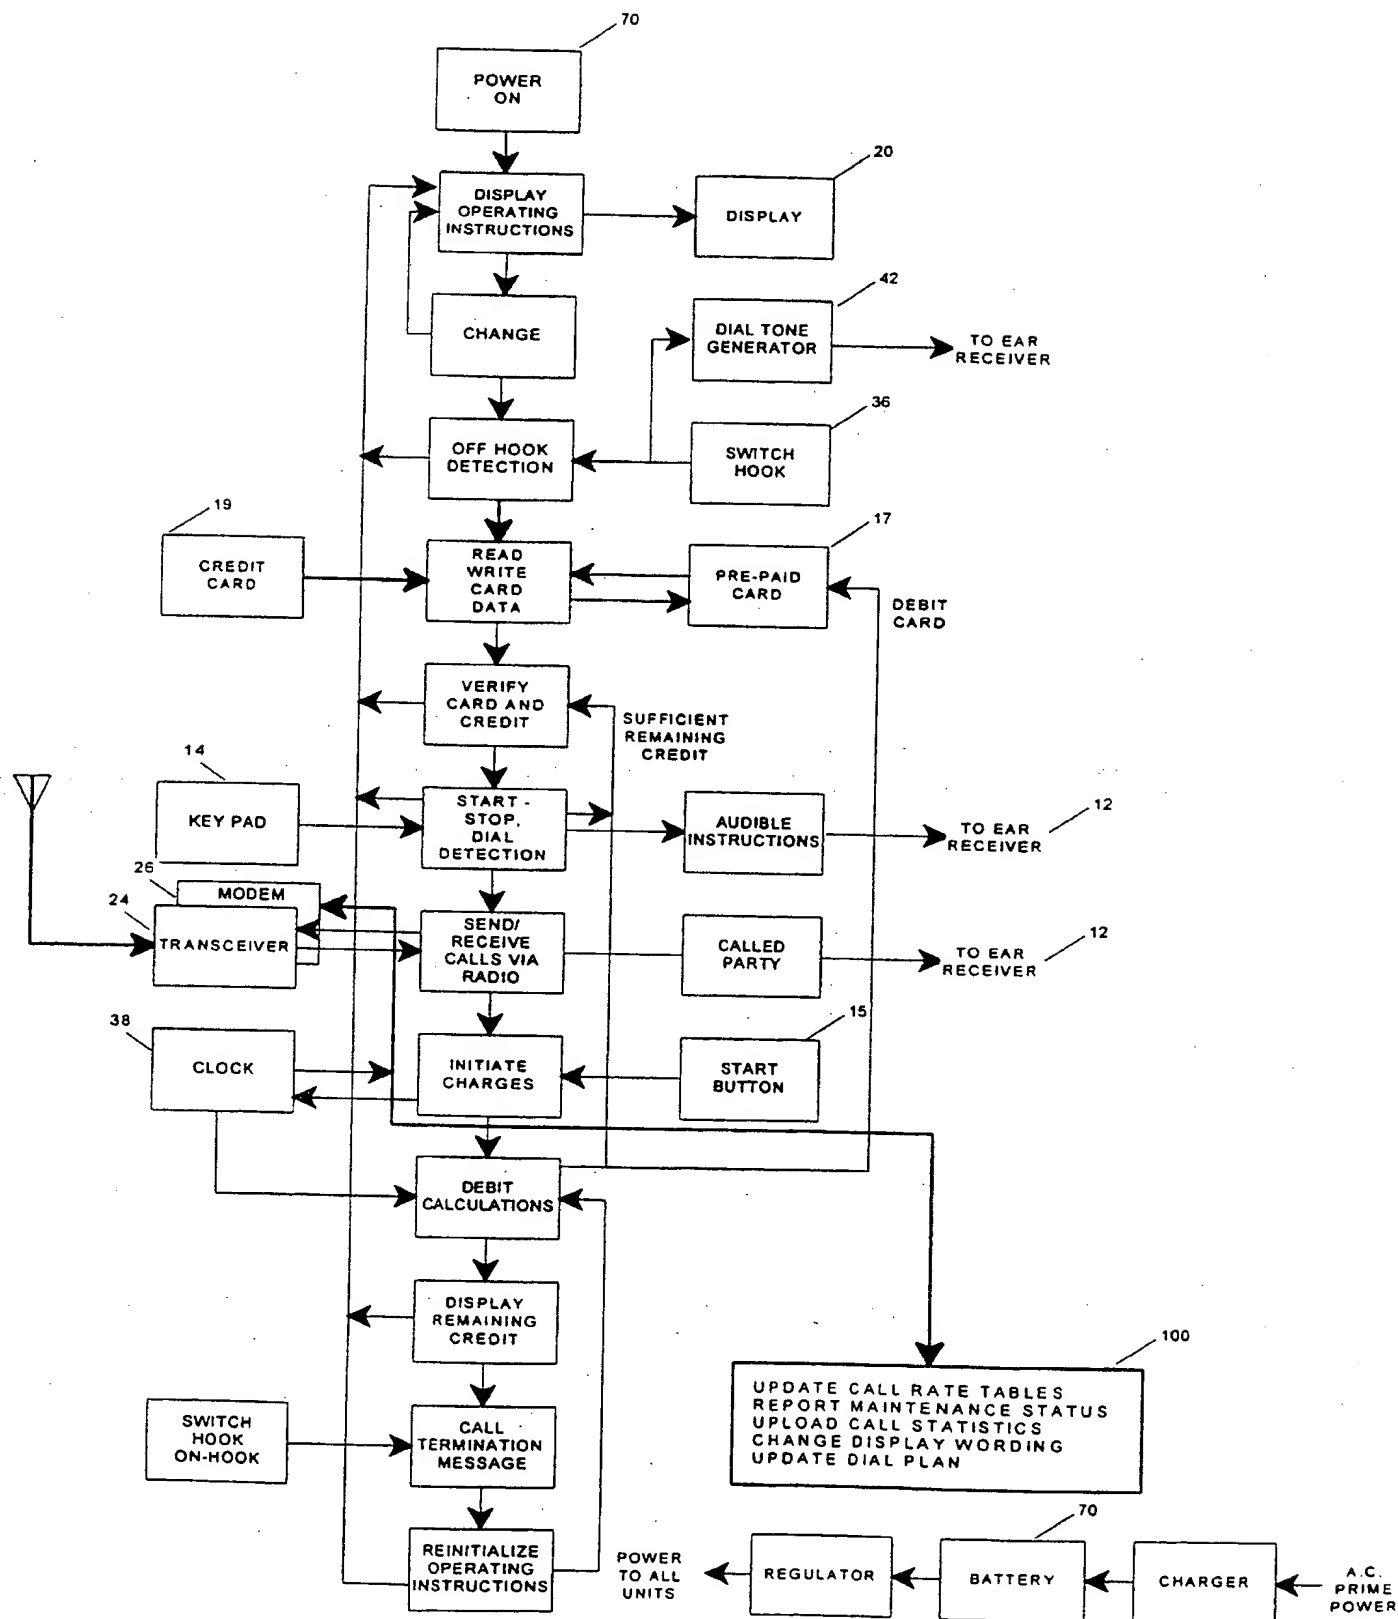 70
POWER
ON
20
DISPLAY
OPERATING
INSTRUCTIONS
DISPLAY
42
CHANGE
DIAL TONE
GENERATOR
TO EAR
RECEIVER
36
OFF HOOK
DETECTION
SWITCH
HOOK
19
17
CREDIT
CARD
READ
WRITE
CARD
DATA
PRE-PAID
CARD
DEBIT
CARD
VERIFY
CARD AND
CREDIT
SUFFICIENT
REMAINING
CREDIT
14
KEY PAD
START -
STOP,
DIAL
DETECTION
AUDIBLE
INSTRUCTIONS
TO EAR
RECEIVER
12
26
MODEM
24
TRANSCEIVER
SEND/
RECEIVE
CALLS VIA
RADIO
CALLED
PARTY
TO EAR
RECEIVER
12
38
15
CLOCK
INITIATE
CHARGES
START
BUTTON
DEBIT
CALCULATIONS
DISPLAY
REMAINING
CREDIT
100
UPDATE CALL RATE TABLES
REPORT MAINTENANCE STATUS
UPLOAD CALL STATISTICS
CHANGE DISPLAY WORDING
UPDATE DIAL PLAN
SWITCH
HOOK
ON-HOOK
CALL
TERMINATION
MESSAGE
70
REINITIALIZE
OPERATING
INSTRUCTIONS
POWER
TO ALL
UNITS
REGULATOR
BATTERY
CHARGER
A.C.
PRIME
POWER